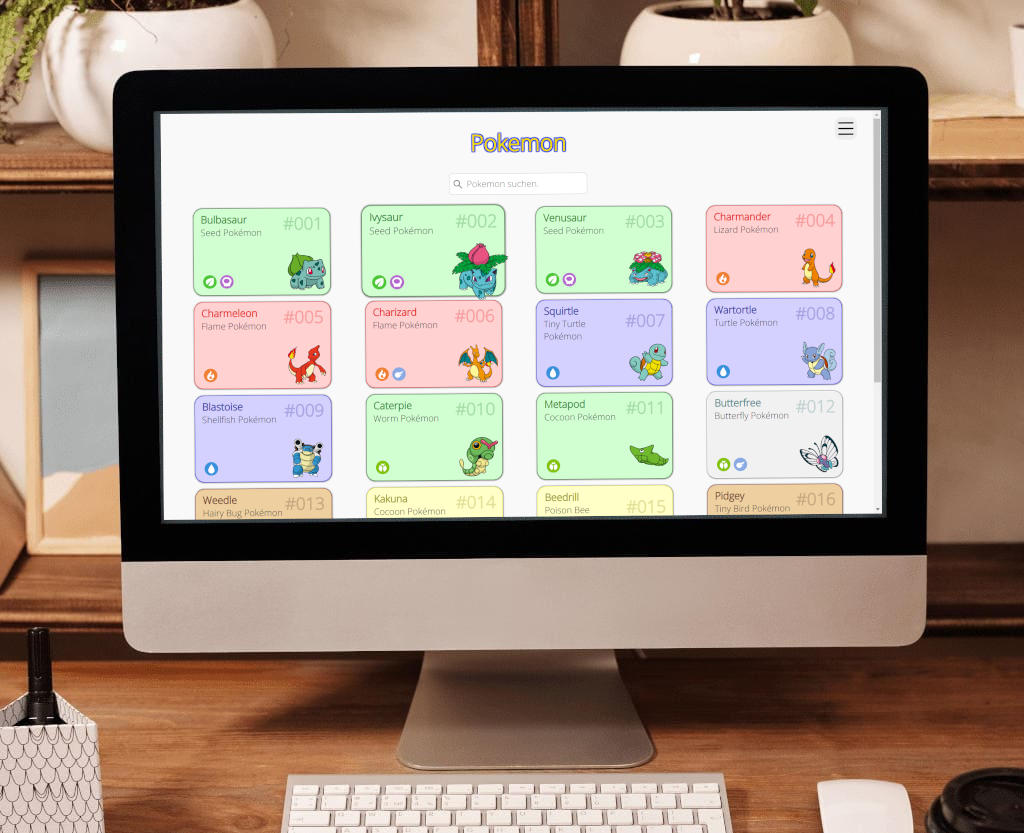 Pokemon
Pokemon suchen.
Bulbasaur
#001
Seed Pokémon
Ivysaur
#002
Seed Pokémon
Venusaur
#003
Seed Pokémon
Charmander
#004
Lizard Pokémon
Charmeleon
#005
Flame Pokémon
Charizard
#006
Flame Pokémon
Squirtle
#007
Tiny Turtle
Pokémon
Wartortle
#008
Turtle Pokémon
Blastoise
#009
Shellfish Pokémon
Caterpie
#010
Worm Pokémon
Metapod
#011
Cocoon Pokémon
Butterfree
#012
Butterfly Pokémon
Weedle
#013
Hairy Bug Pokémon
Kakuna
#014
Cocoon Pokémon
Beedrill
#015
Poison Bee
Pidgey
#016
Tiny Bird Pokémon